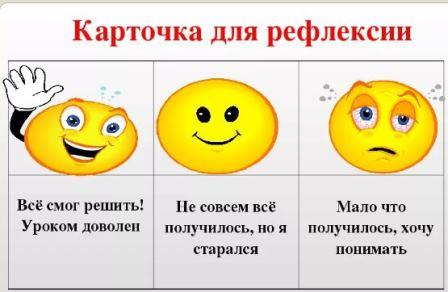 Карточка для рефлексии
Всё смог решить!
Уроком доволен
Не совсем всё
получилось, но я
старался
Мало что
получилось, хочу
понимать